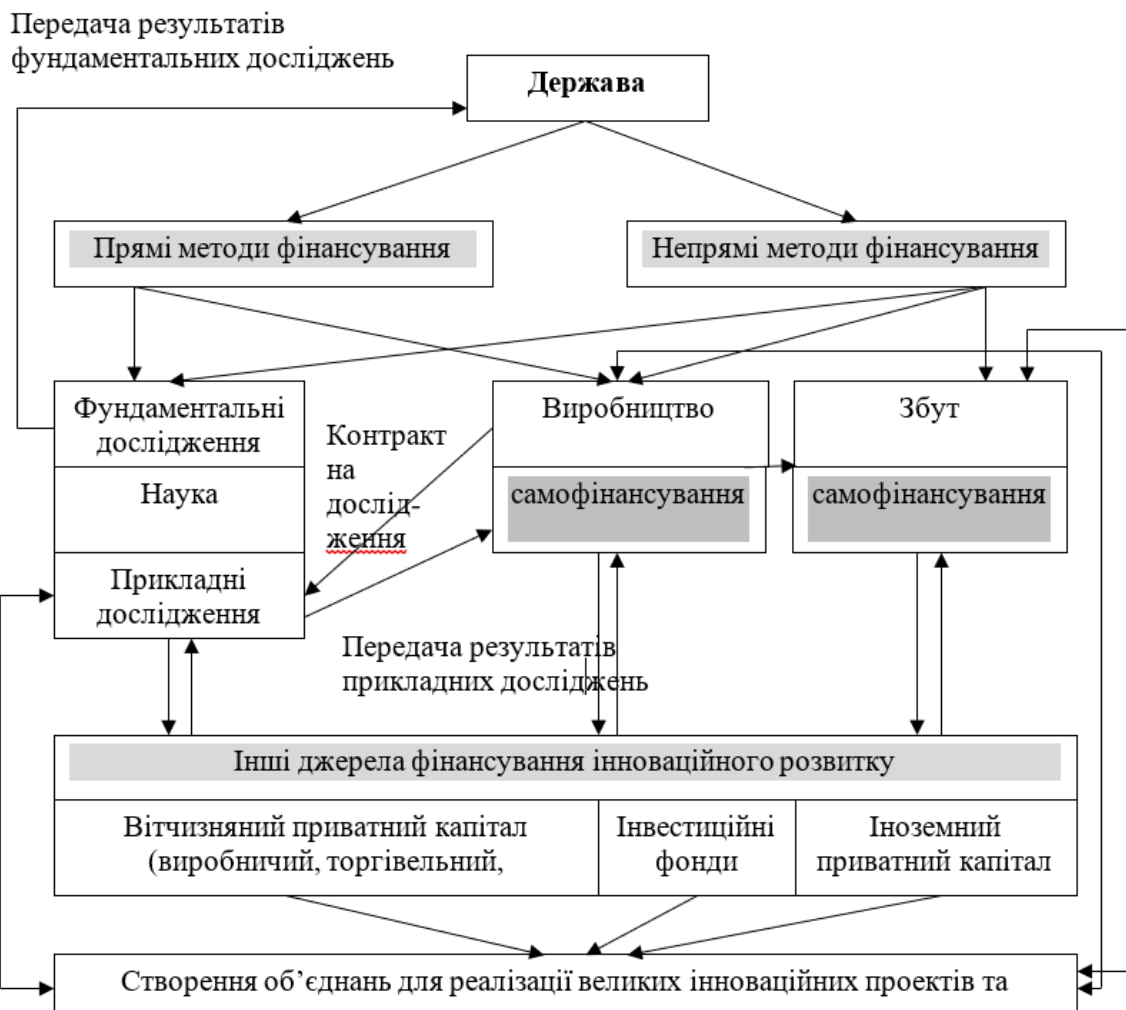 Передача результатів
фундаментальних досліджень
Держава
Прямі методи фінансування
Непрямі методи фінансування
Фундаментальні
дослідження
Наука
Прикладні
дослідження
Контракт
на
дослід-
ження
Виробництво
самофінансування
Збут
самофінансування
Передача результатів
прикладних досліджень
Інші джерела фінансування інноваційного розвитку
Вітчизняний приватний капітал
(виробничий, торгівельний,
Інвестиційні
фонди
Іноземний
приватний капітал
Створення об’єднань для реалізації великих інноваційних проектів та